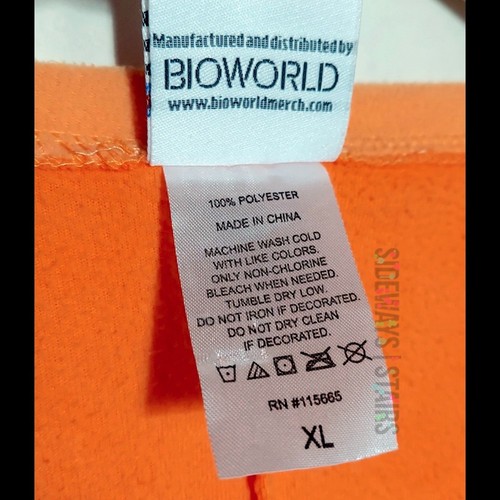 Manufactured and distributed by
BIOWORLD
www.bioworldmerch.com
100% POLYESTER
MADE IN CHINA
MACHINE WASH COLD
WITH LIKE COLORS.
ONLY NON-CHLORINE
BLEACH WHEN NEEDED.
TUMBLE DRY LOW.
DO NOT IRON IF DECORATED.
DO NOT DRY CLEAN
IF DECORATED.
RN #115665
XL
SIDEWAYS | STAIRS